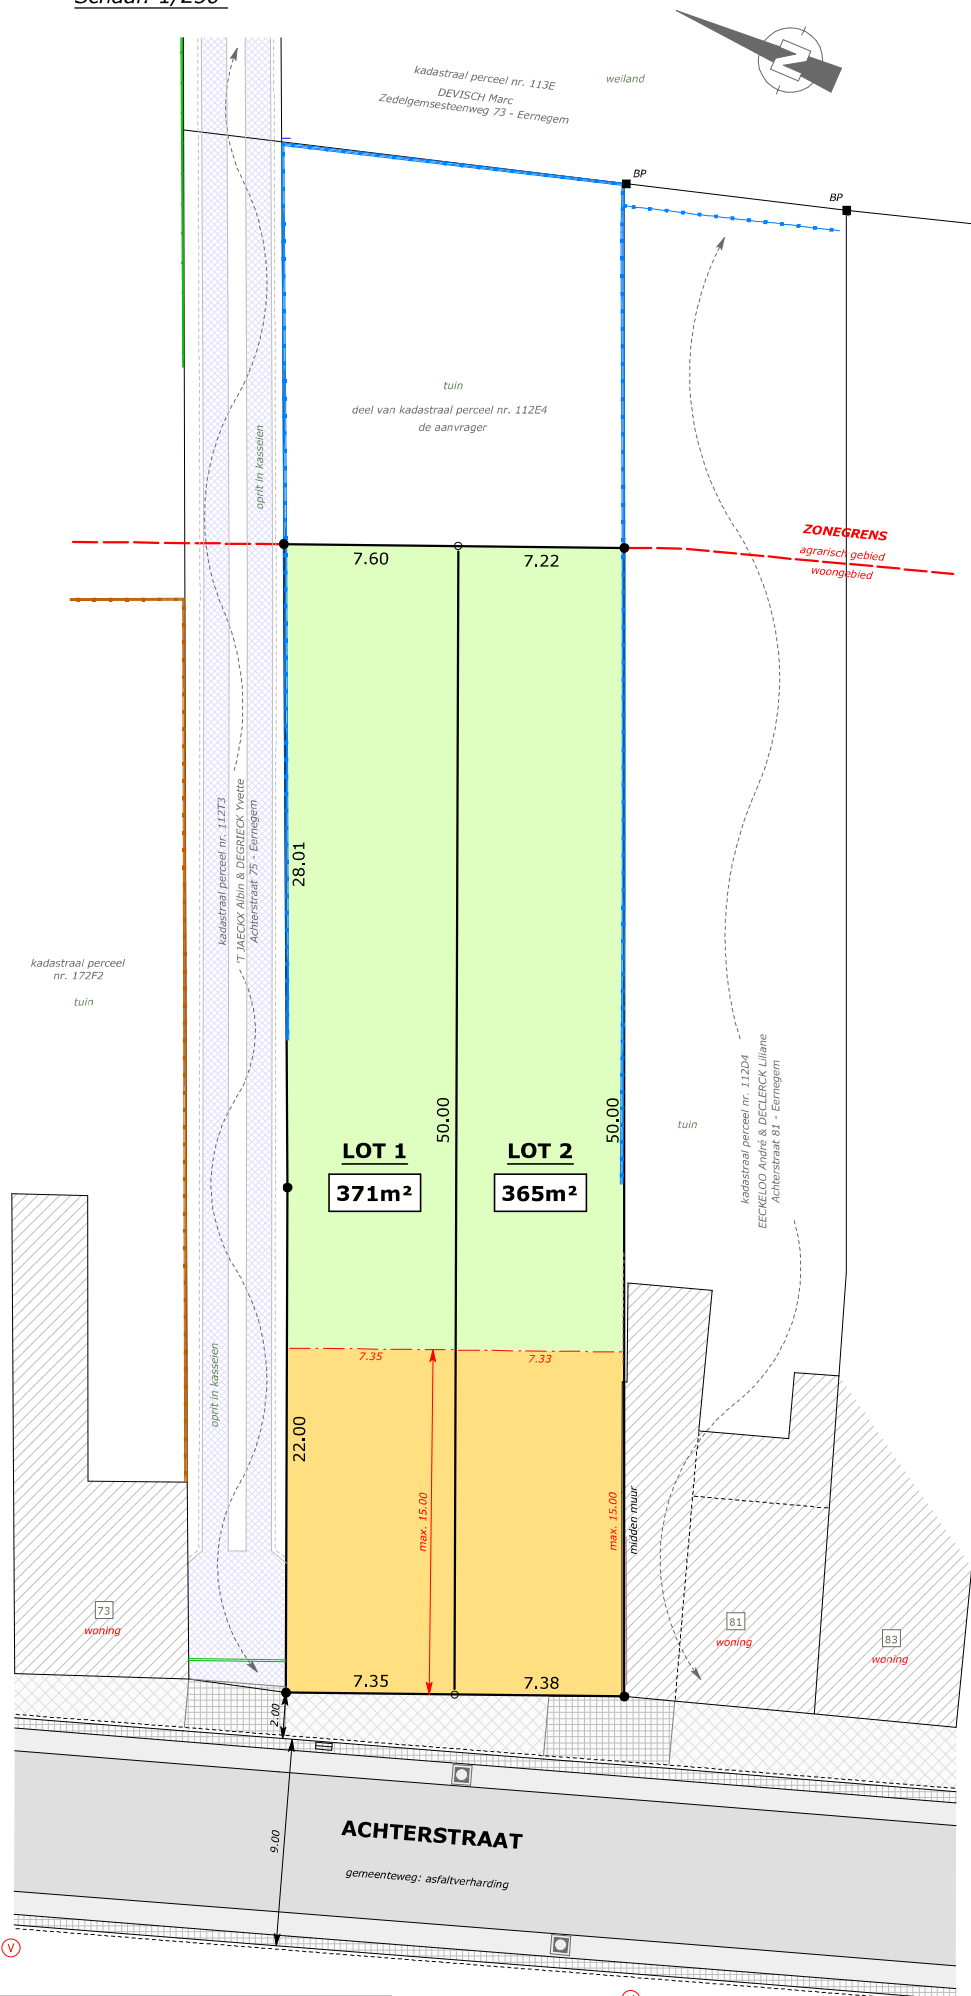 Schaal: 1/250
kadastraal perceel nr. 113E
DEVISCH Marc
Zedelgemsesteenweg 73 - Eernegem
weiland
N
BP
BP
tuin
deel van kadastraal perceel nr. 112E4
de aanvrager
oprit in kasseien
ZONEGRENS
agrarisch gebied
woongebied
7.60
7.22
28.01
kadastraal perceel nr. 112T3
'T JAECKX Albin & DEGRIECK Yvette
Achterstraat 75 - Eernegem
kadastraal perceel
nr. 172F2
tuin
50.00
50.00
LOT 1
371m²
LOT 2
365m²
tuin
kadastraal perceel nr. 112D4
EECKELOO André & DECLERCK Liliane
Achterstraat 81 - Eernegem
7.35
7.33
oprit in kasseien
22.00
max. 15.00
max. 15.00
midden muur
73
woning
81
woning
83
woning
7.35
7.38
2.00
9.00
ACHTERSTRAAT
gemeenteweg: asfaltverharding
V